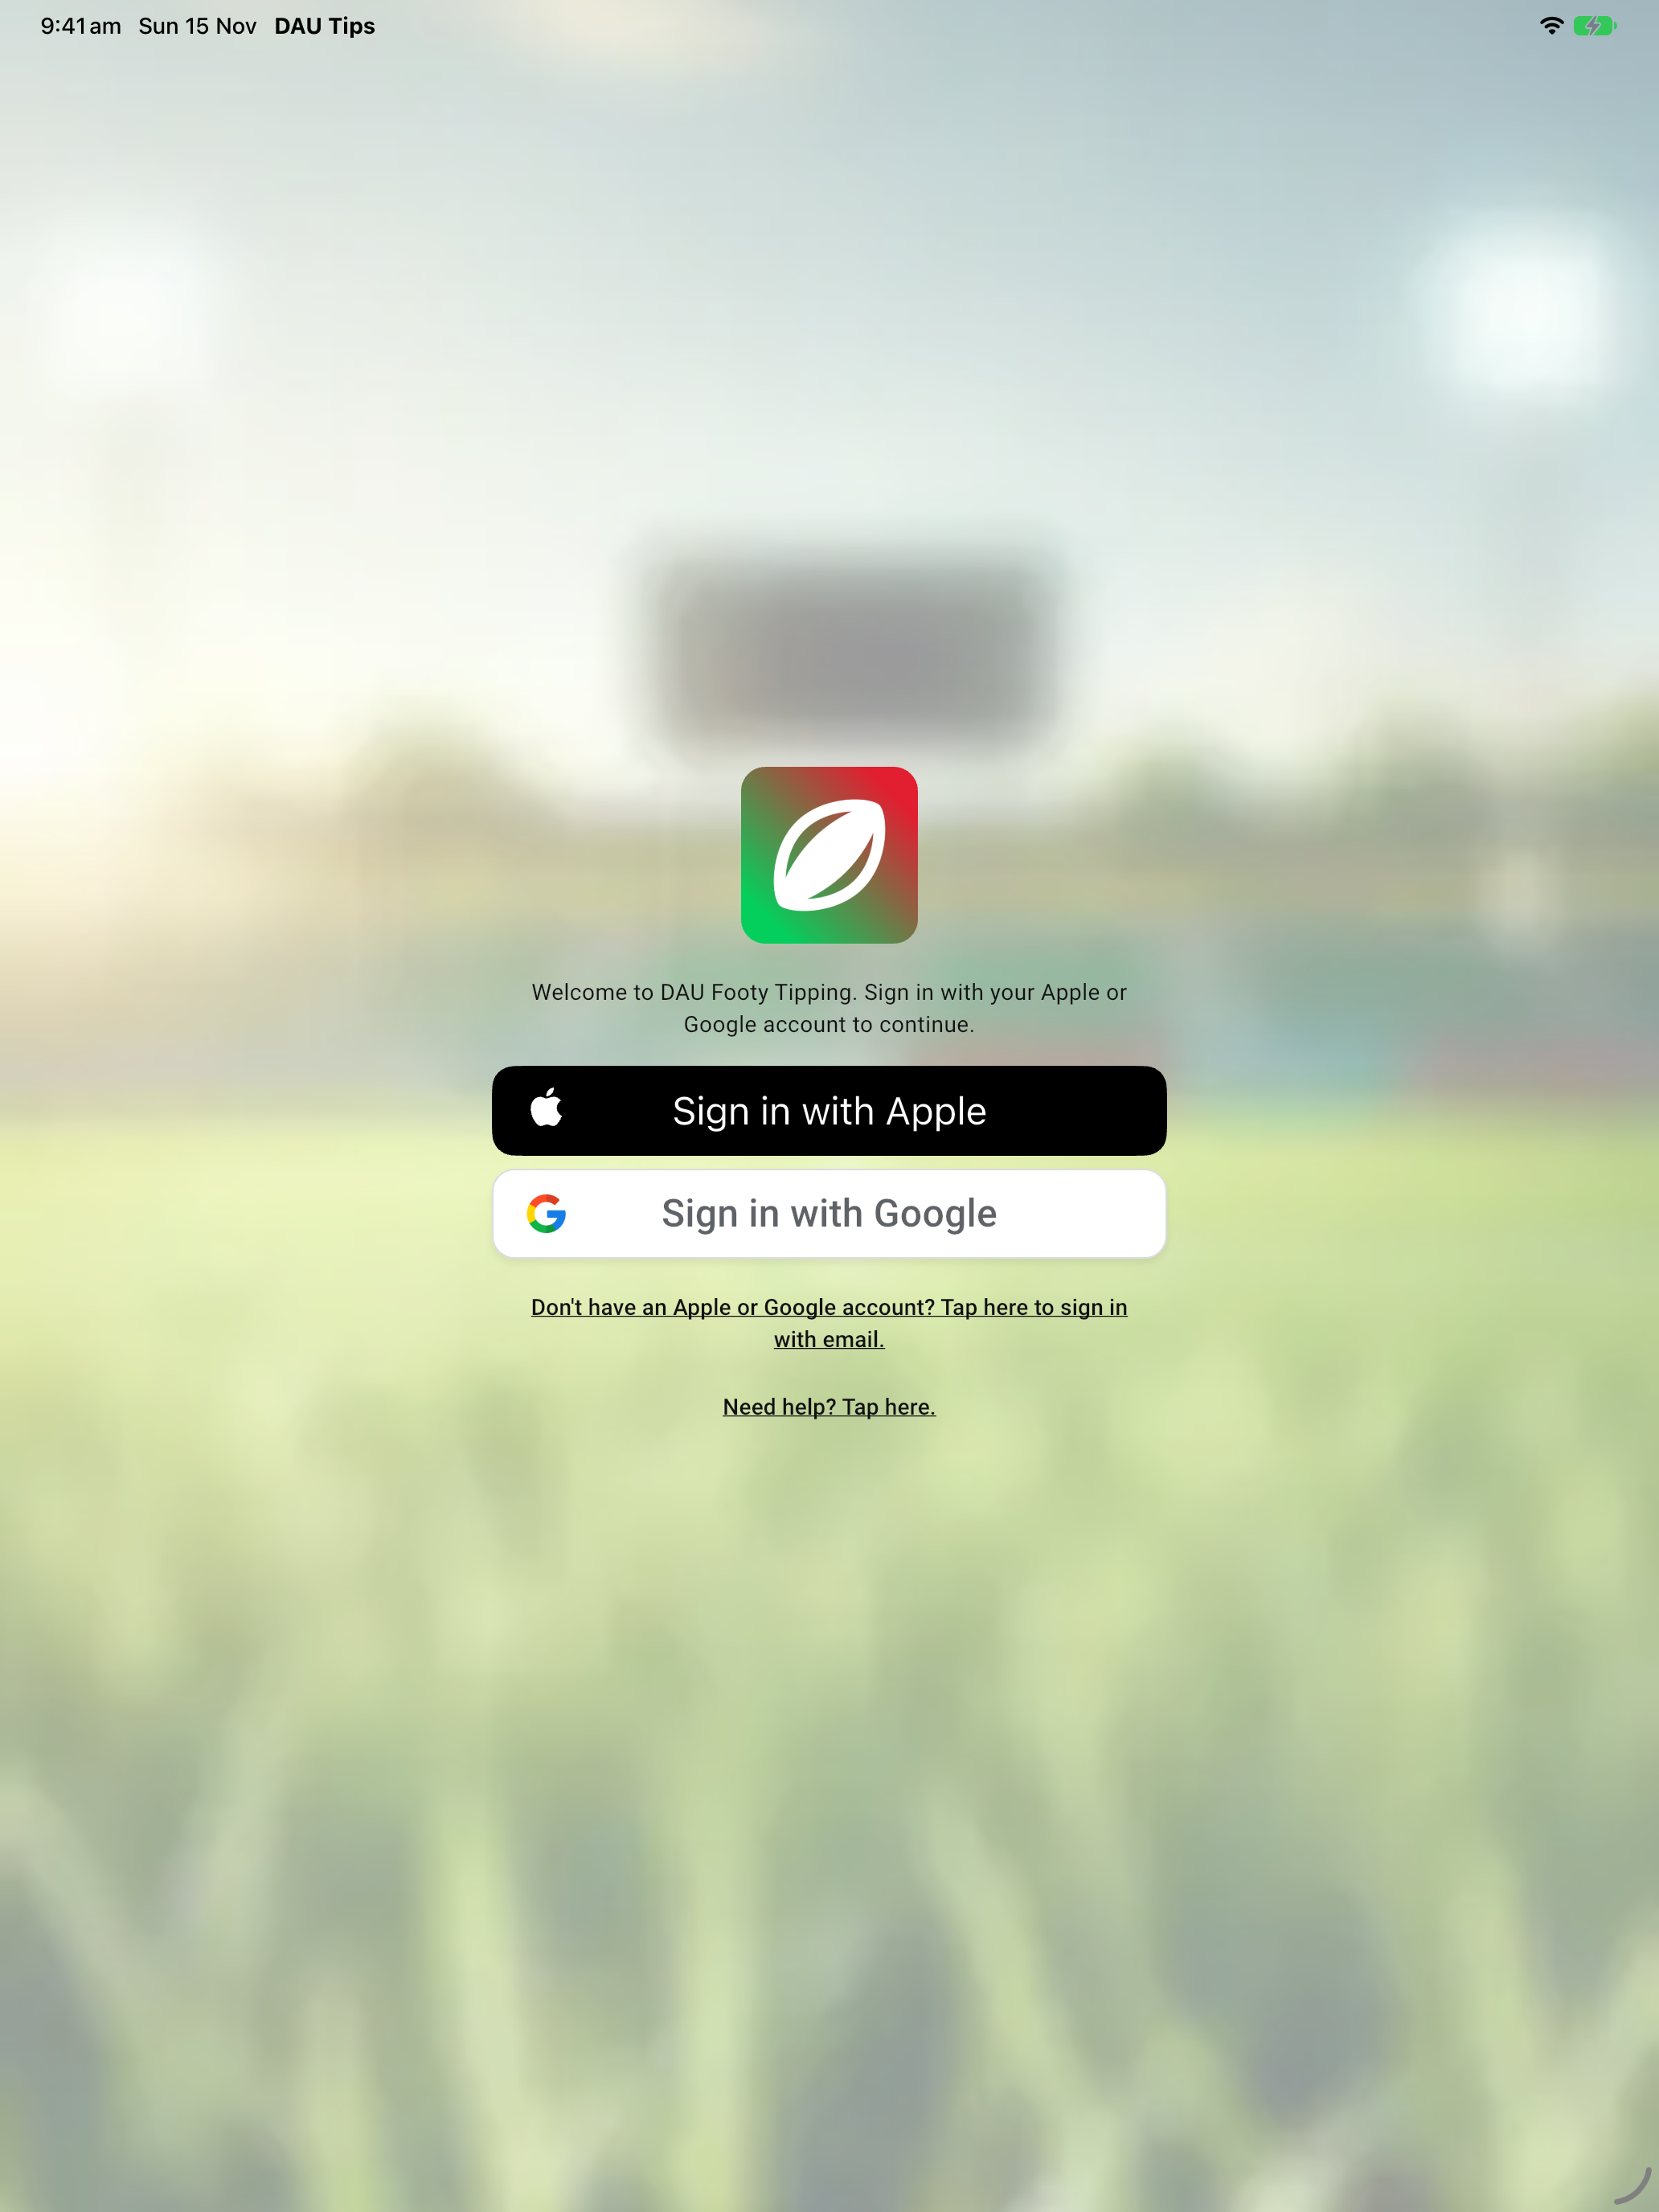 9:41 am Sun 15 Nov DAU Tips
Welcome to DAU Footy Tipping. Sign in with your Apple or
Google account to continue.
Sign in with Apple
Sign in with Google
Don't have an Apple or Google account? Tap here to sign in
with email.
Need help? Tap here.